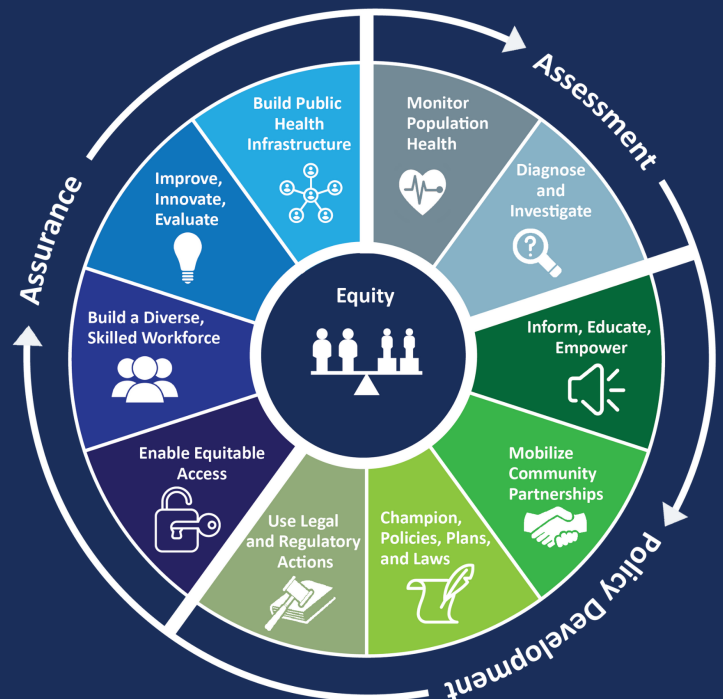 Assessment
Monitor
Population
Health
Diagnose
and
Investigate
?
Policy Development
Inform, Educate,
Empower
Mobilize
Community
Partnerships
Champion,
Policies, Plans,
and Laws
Use Legal
and Regulatory
Actions
Assurance
Enable Equitable
Access
Build a Diverse,
Skilled Workforce
Improve,
Innovate,
Evaluate
Build Public
Health
Infrastructure
Equity